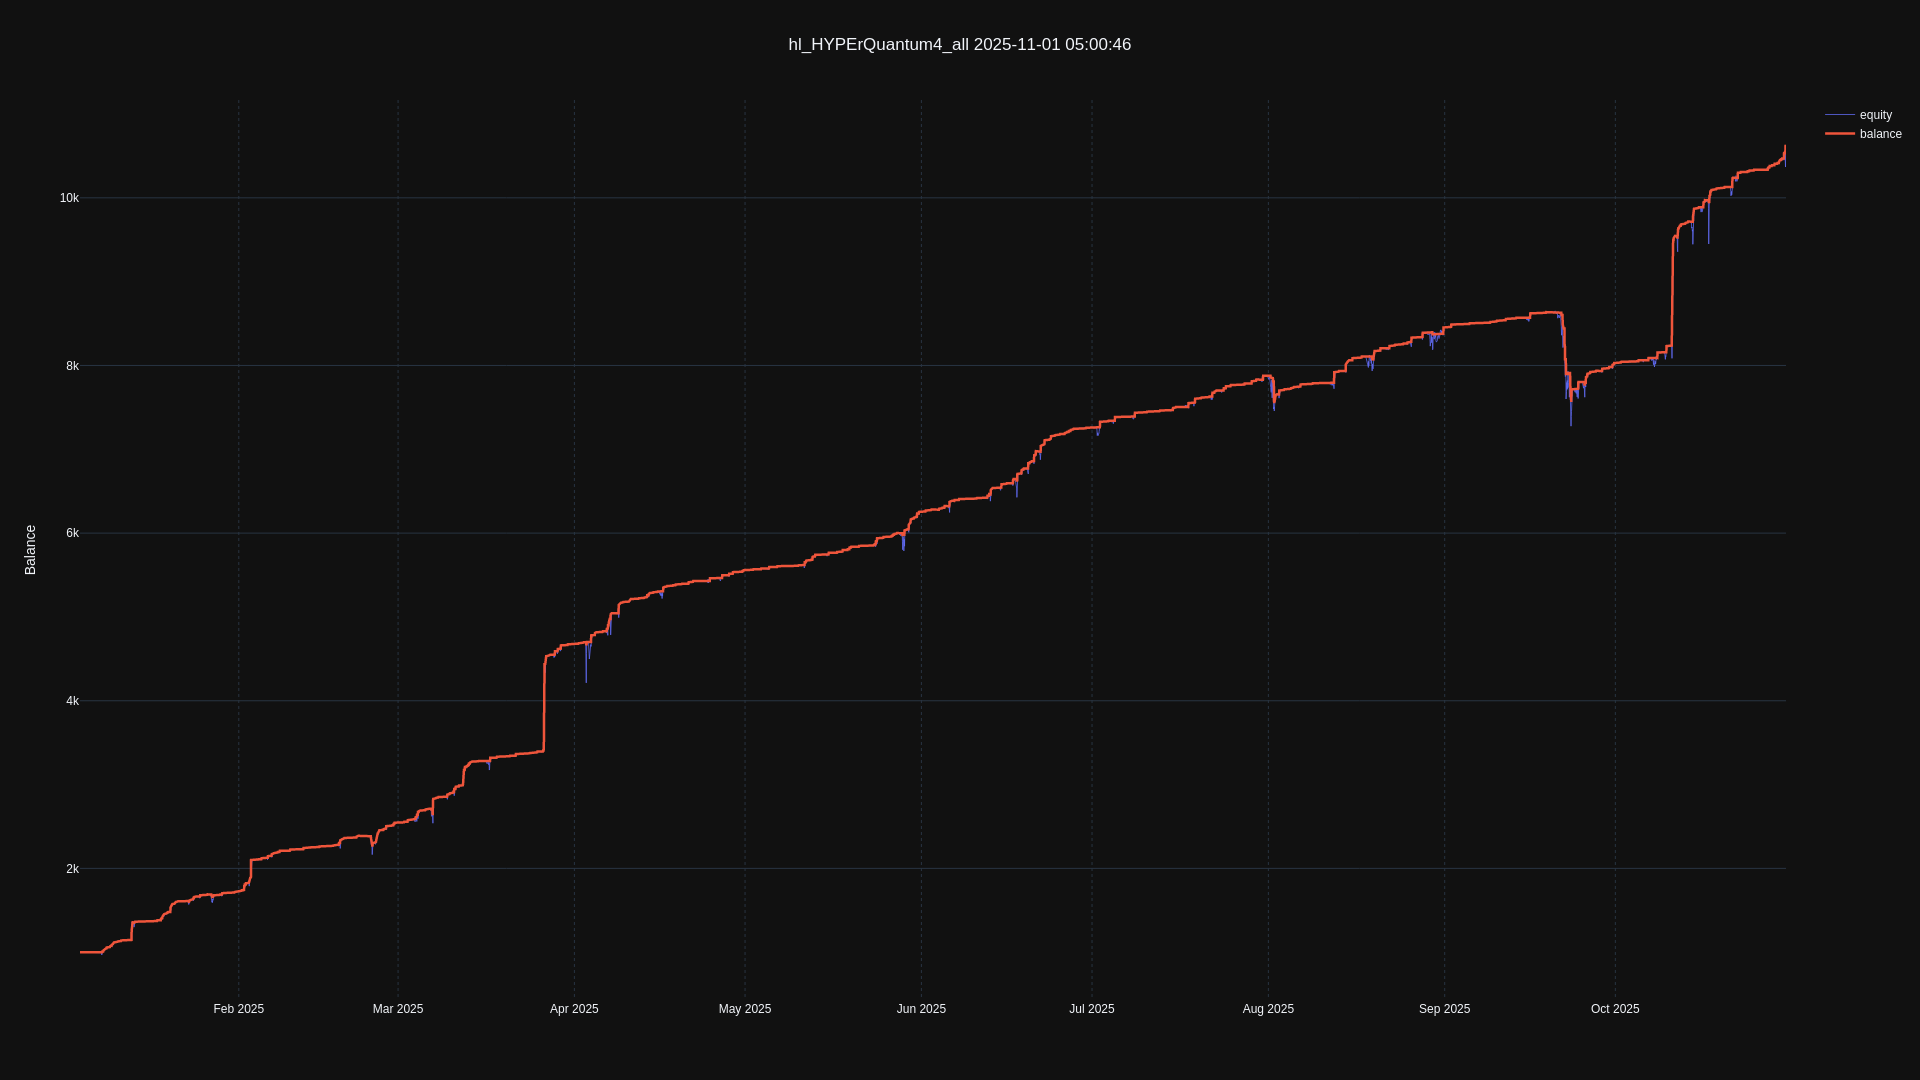 hl_HYPErQuantum4_all 2025-11-01 05:00:46
equity
balance
10k
8k
6k
4k
2k
Balance
Feb 2025
Mar 2025
Apr 2025
May 2025
Jun 2025
Jul 2025
Aug 2025
Sep 2025
Oct 2025